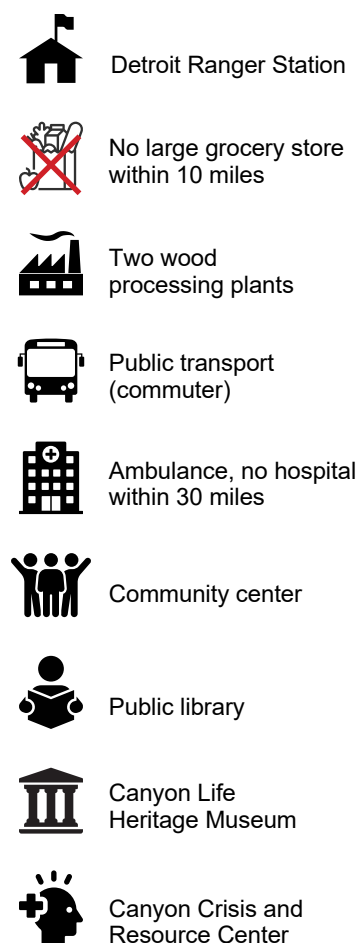 Detroit Ranger Station
No large grocery store
within 10 miles
Two wood
processing plants
Public transport
(commuter)
Ambulance, no hospital
within 30 miles
Community center
Public library
Canyon Life
Heritage Museum
Canyon Crisis and
Resource Center